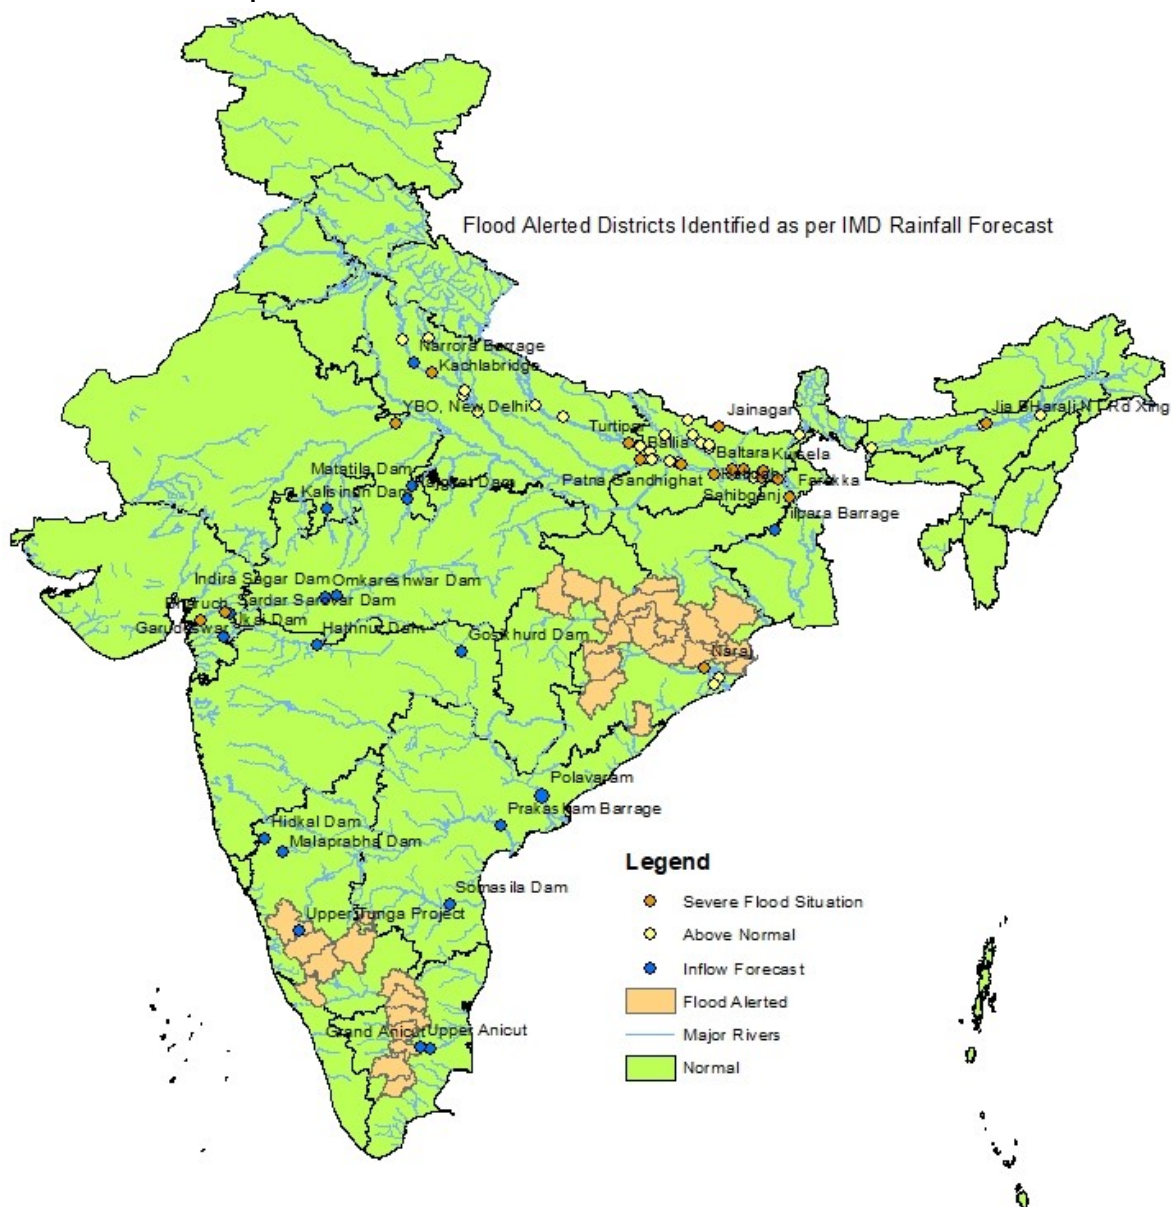 Flood Alerted Districts Identified as per IMD Rainfall Forecast
Narrora Barrage
Kachlabridge
YBO, New Delhi
Jainagar
Jia BHarali N T Rd Xing
Turtipar
Ballia
Baltara
Kursela
Matatila Dam
Rajghat Dam
Kalisindh Dam
Patna Gandhighat
Farakka
Sahibganj
Tilpara Barrage
Indira Sagar Dam
Omkareshwar Dam
Bharuch
Sardar Sarovar Dam
Garudeswar
Ukai Dam
Hathnur Dam
Gosikhurd Dam
Naraj
Polavaram
Prakasham Barrage
Hidkal Dam
Malaprabha Dam
Legend
Somasila Dam
Severe Flood Situation
Upper Tunga Project
Above Normal
Inflow Forecast
Flood Alerted
Grand Anicut
Upper Anicut
Major Rivers
Normal